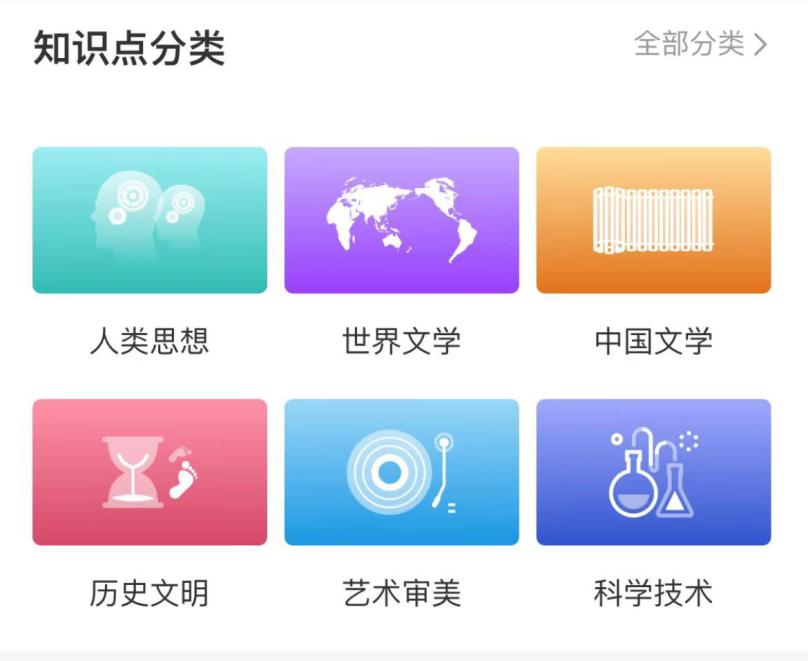 知识点分类
全部分类 >
人类思想
世界文学
中国文学
历史文明
艺术审美
科学技术